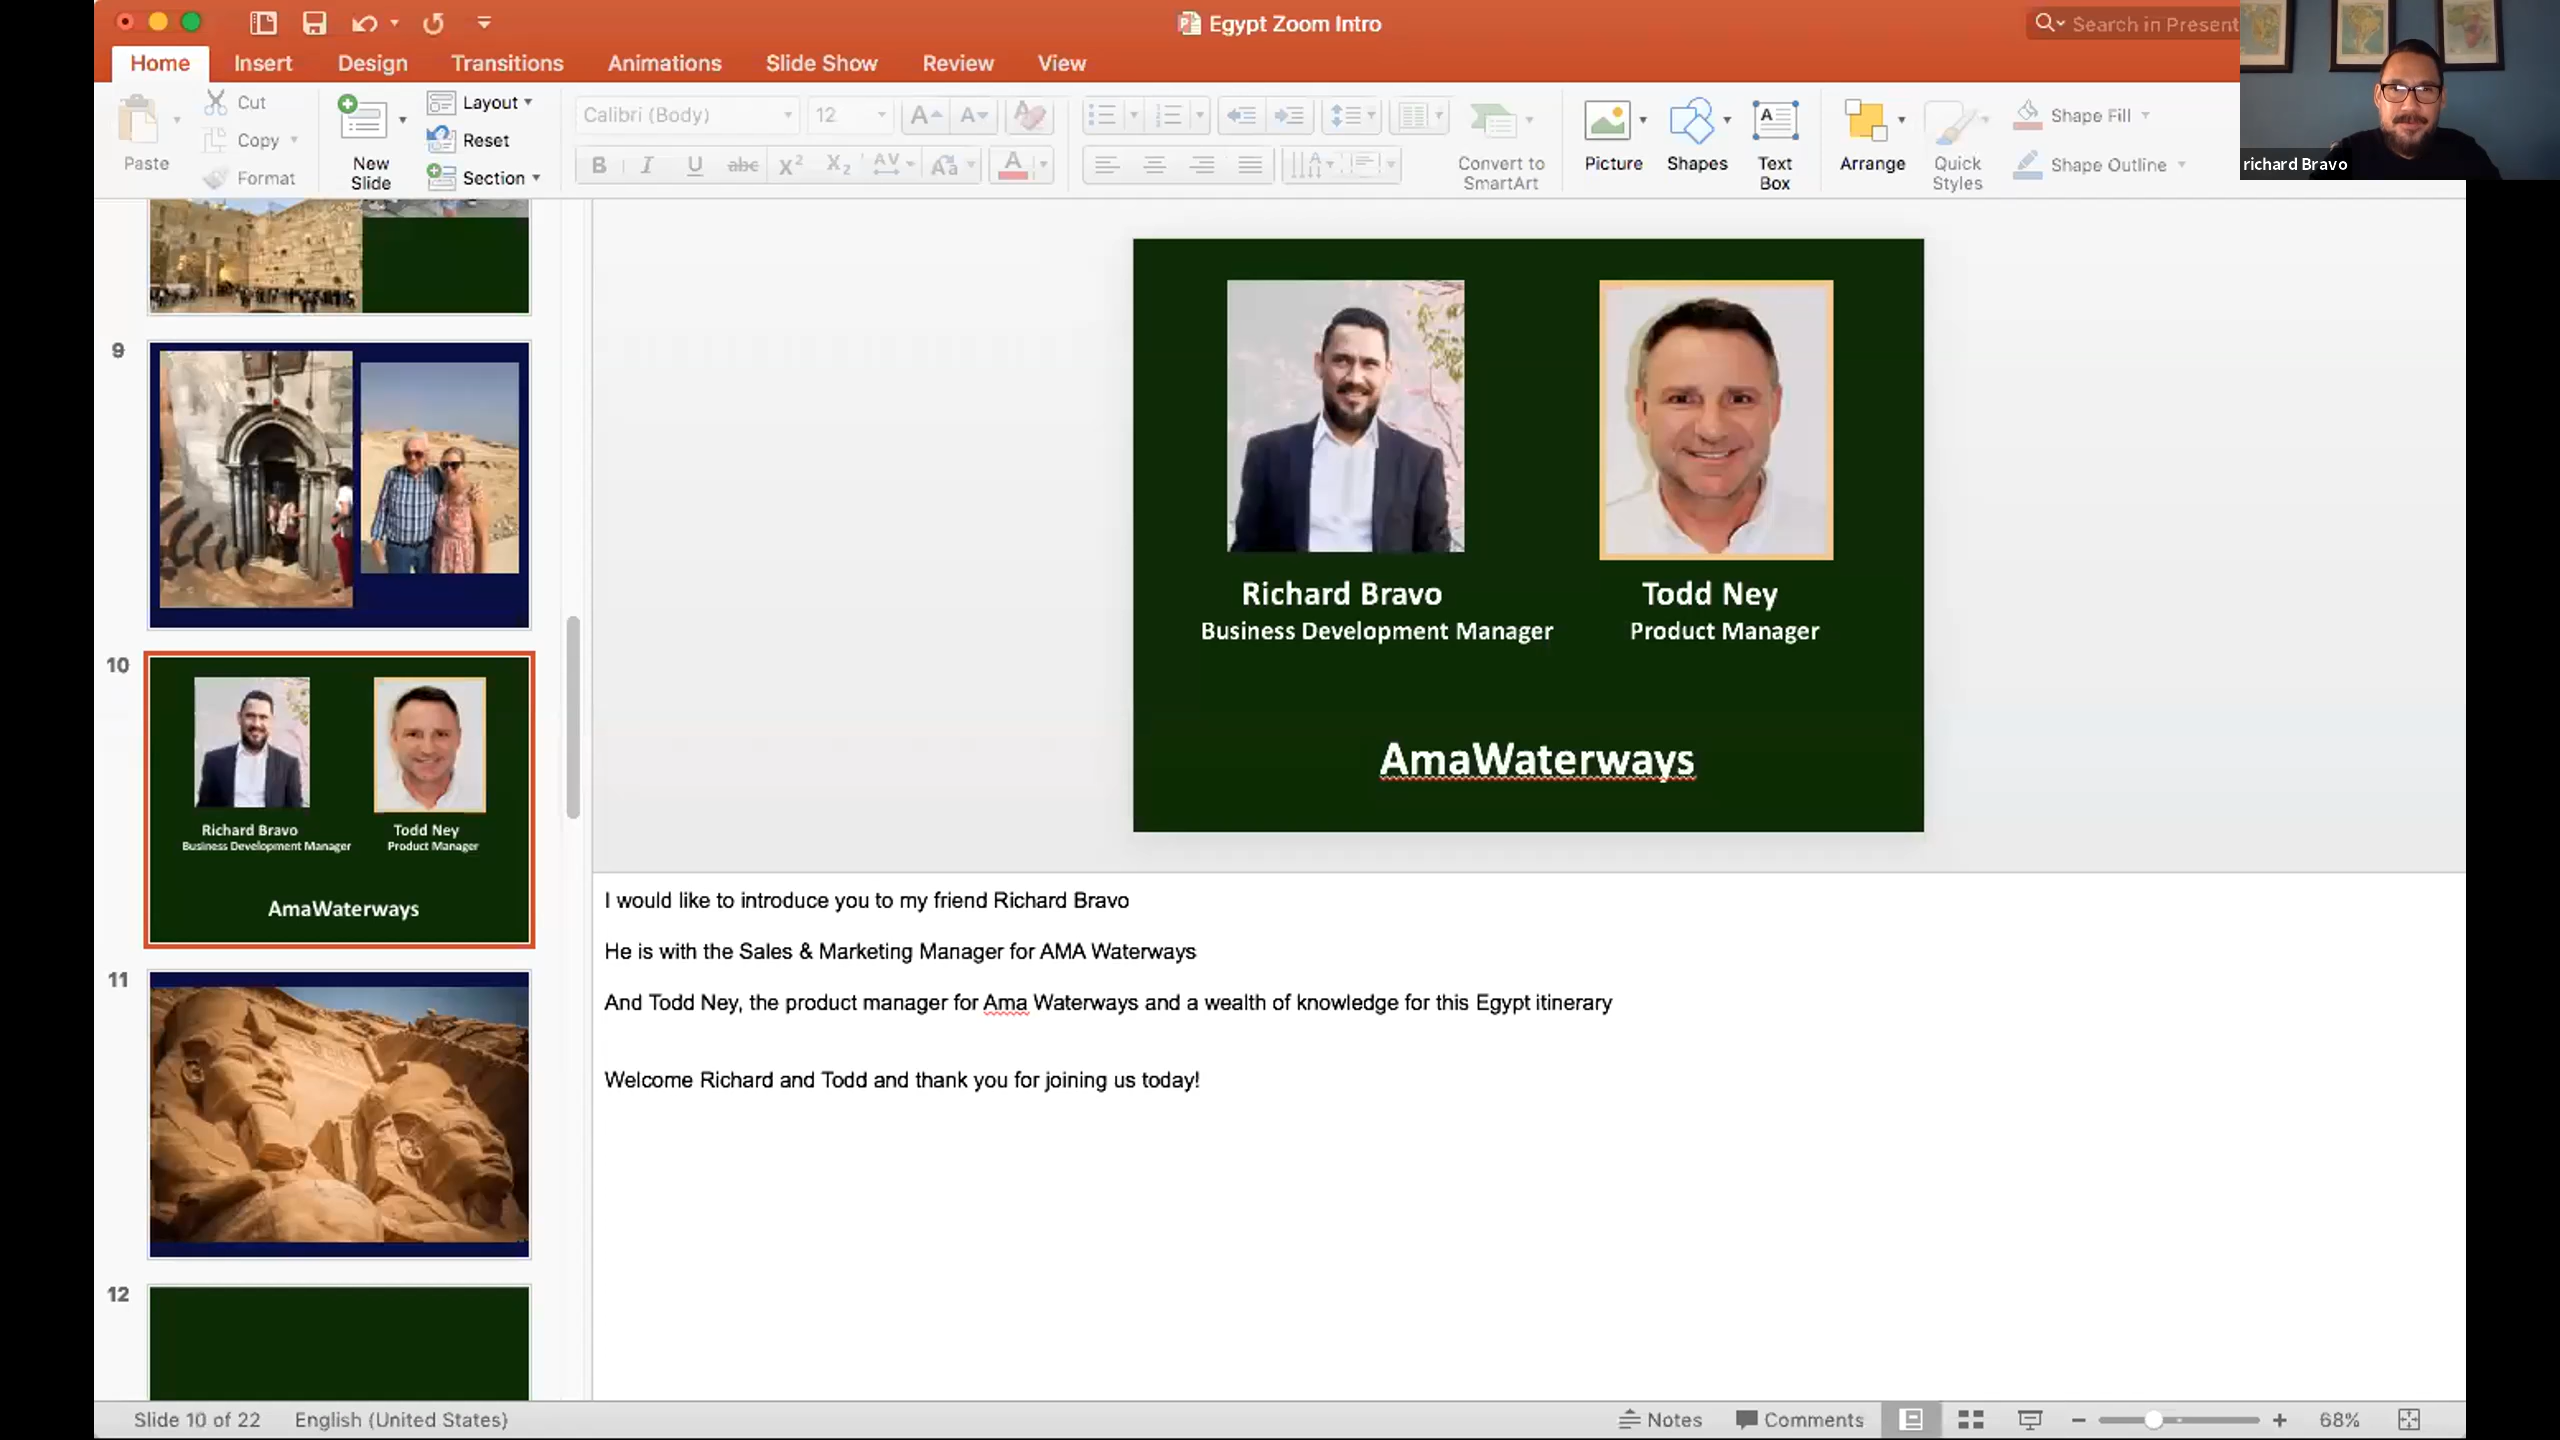 Egypt Zoom Intro
Search in Present
Home Insert Design Transitions Animations Slide Show Review View
Paste
Cut
Copy
Format
New Slide
Layout
Reset
Section
Calibri (Body) 12
B I U abc X² X₂ AV Aa A
Convert to SmartArt
Picture
Shapes
Text Box
Arrange
Quick Styles
Shape Fill
Shape Outline
richard Bravo
9
10
Richard Bravo
Business Development Manager
Todd Ney
Product Manager
AmaWaterways
11
12
Richard Bravo
Business Development Manager
Todd Ney
Product Manager
AmaWaterways
I would like to introduce you to my friend Richard Bravo
He is with the Sales & Marketing Manager for AMA Waterways
And Todd Ney, the product manager for Ama Waterways and a wealth of knowledge for this Egypt itinerary
Welcome Richard and Todd and thank you for joining us today!
Slide 10 of 22 English (United States) Notes Comments 68%